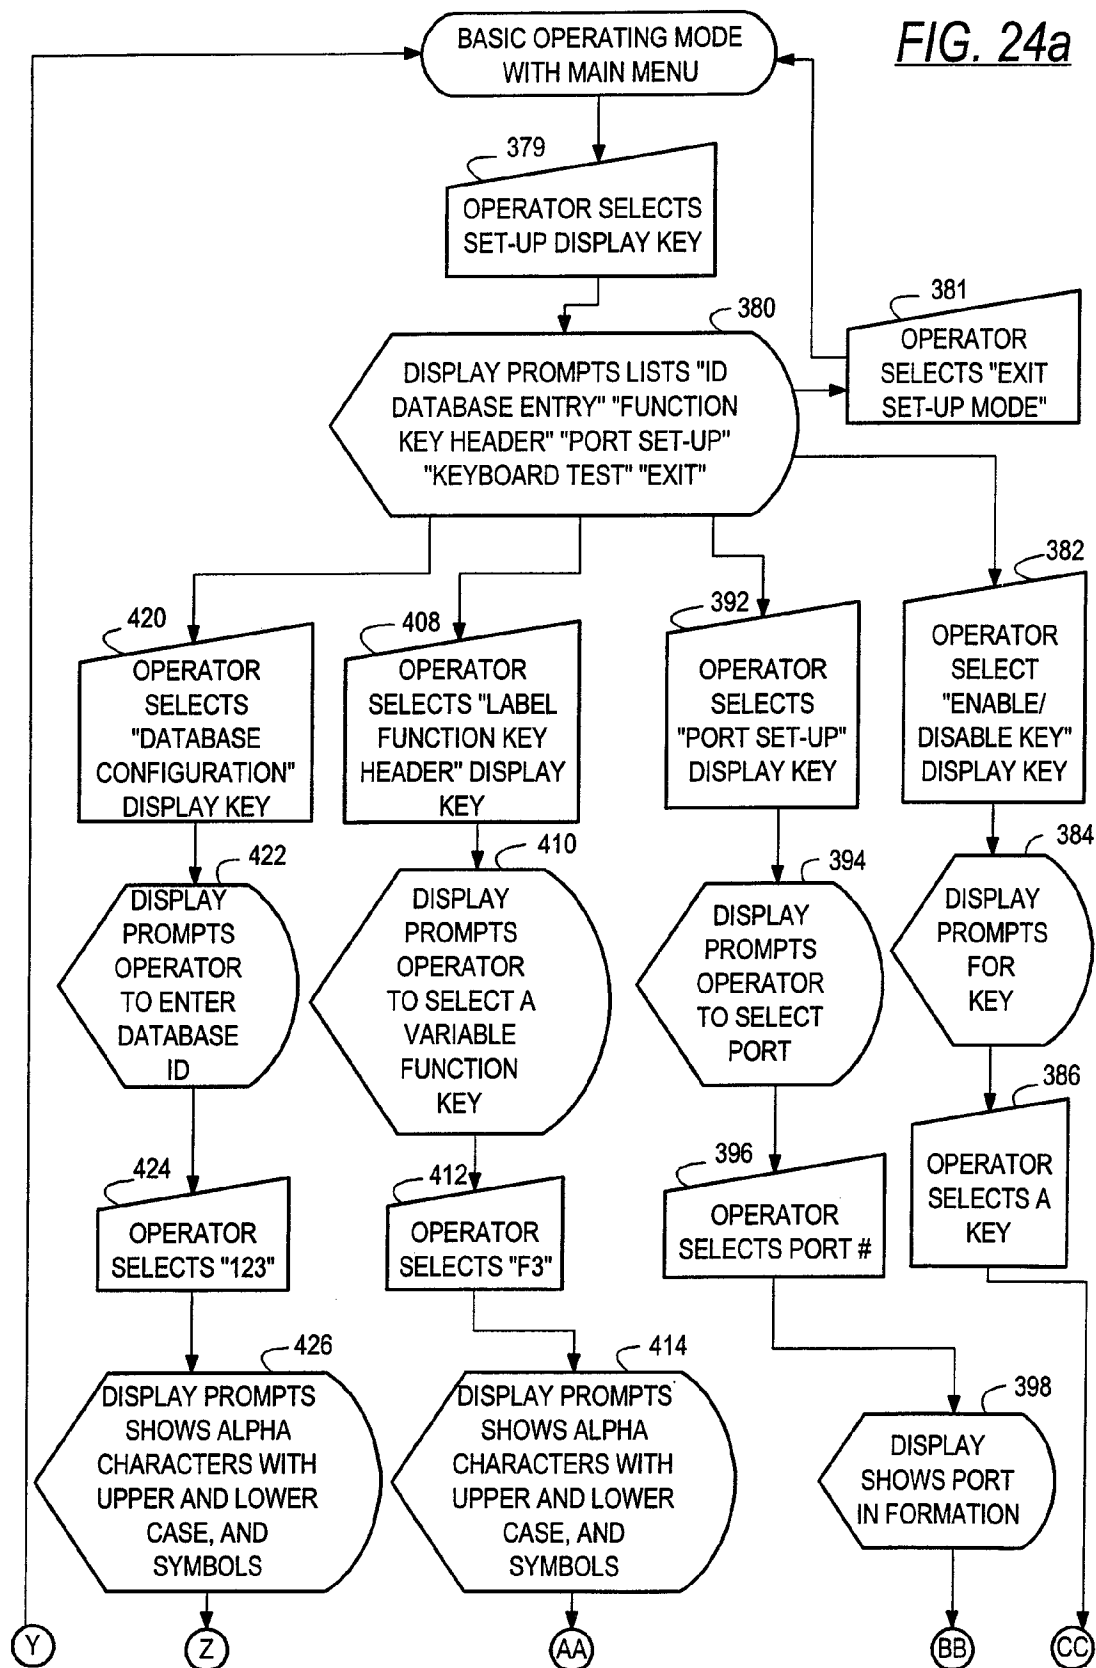 FIG. 24a
BASIC OPERATING MODE
WITH MAIN MENU
379
OPERATOR SELECTS
SET-UP DISPLAY KEY
380
DISPLAY PROMPTS LISTS "ID
DATABASE ENTRY" "FUNCTION
KEY HEADER" "PORT SET-UP"
"KEYBOARD TEST" "EXIT"
381
OPERATOR
SELECTS "EXIT
SET-UP MODE"
420
OPERATOR
SELECTS
"DATABASE
CONFIGURATION"
DISPLAY KEY
408
OPERATOR
SELECTS "LABEL
FUNCTION KEY
HEADER" DISPLAY
KEY
392
OPERATOR
SELECTS
"PORT SET-UP"
DISPLAY KEY
382
OPERATOR
SELECT
"ENABLE/
DISABLE KEY"
DISPLAY KEY
422
DISPLAY
PROMPTS
OPERATOR
TO ENTER
DATABASE
ID
410
DISPLAY
PROMPTS
OPERATOR
TO SELECT A
VARIABLE
FUNCTION
KEY
394
DISPLAY
PROMPTS
OPERATOR
TO SELECT
PORT
384
DISPLAY
PROMPTS
FOR
KEY
424
OPERATOR
SELECTS "123"
412
OPERATOR
SELECTS "F3"
396
OPERATOR
SELECTS PORT #
386
OPERATOR
SELECTS A
KEY
426
DISPLAY PROMPTS
SHOWS ALPHA
CHARACTERS WITH
UPPER AND LOWER
CASE, AND
SYMBOLS
414
DISPLAY PROMPTS
SHOWS ALPHA
CHARACTERS WITH
UPPER AND LOWER
CASE, AND
SYMBOLS
398
DISPLAY
SHOWS PORT
IN FORMATION
Y
Z
AA
BB
CC